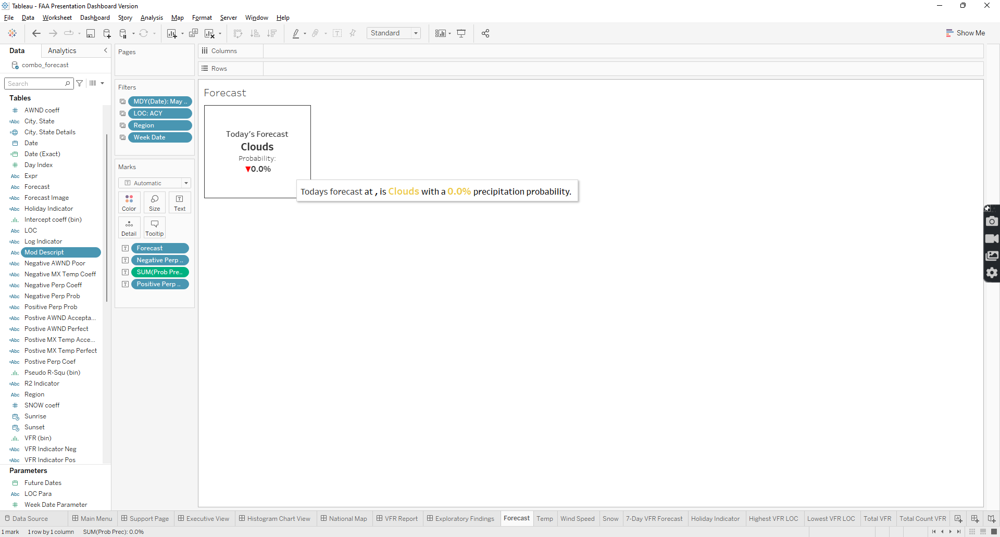 Tableau - FAA Presentation Dashboard Version
File Data Worksheet Dashboard Story Analysis Map Format Server Window Help
Standard
Show Me
Data Analytics
combo_forecast
Search
Tables
AWND coeff
City, State
City, State Details
Date
Date (Exact)
Day Index
Expr
Forecast
Forecast Image
Holiday Indicator
Intercept coeff (bin)
LOC
Log Indicator
Mod Descript
Negative AWND Poor
Negative MX Temp Coeff
Negative Perp Coeff
Negative Perp Prob
Positive Perp Prob
Postive AWND Accepta...
Postive AWND Perfect
Postive MX Temp Acce...
Postive MX Temp Perfect
Postive Perp Coef
Pseudo R-Squ (bin)
R2 Indicator
Region
SNOW coeff
Sunrise
Sunset
VFR (bin)
VFR Indicator Neg
VFR Indicator Pos
Parameters
Future Dates
LOC Para
Week Date Parameter
Pages
Filters
MDY(Date): May ..
LOC: ACY
Region
Week Date
Marks
Automatic
Color Size Text
Detail Tooltip
Forecast
Negative Perp ..
SUM(Prob Pre..
Positive Perp ..
Columns
Rows
Forecast
Today's Forecast
Clouds
Probability:
▼0.0%
Todays forecast at , is Clouds with a 0.0% precipitation probability.
Data Source Main Menu Support Page Executive View Histogram Chart View National Map VFR Report Exploratory Findings Forecast Temp Wind Speed Snow 7-Day VFR Forecast Holiday Indicator Highest VFR LOC Lowest VFR LOC Total VFR Total Count VFR
1 mark 1 row by 1 column SUM(Prob Prec): 0.0%